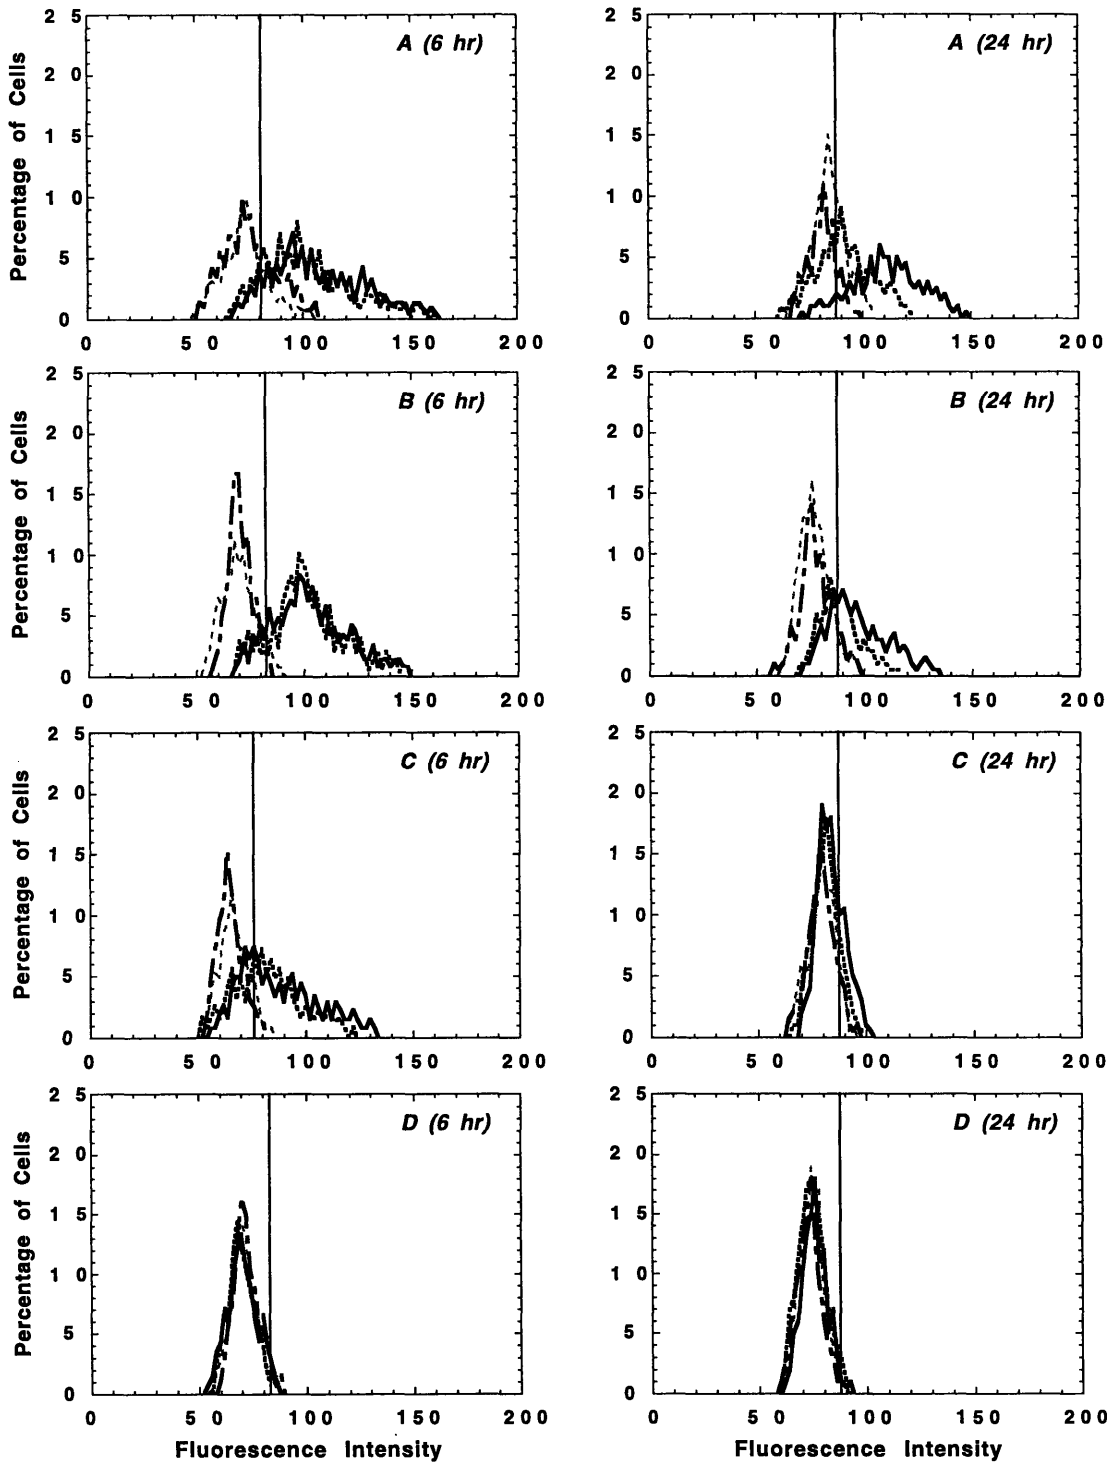 A (6 hr)
A (24 hr)
Percentage of Cells
2 5
2 0
1 5
1 0
5
0
0 5 0 100 150 200
2 5
2 0
1 5
1 0
5
0
0 5 0 100 150 200
B (6 hr)
B (24 hr)
Percentage of Cells
2 5
2 0
1 5
1 0
5
0
0 5 0 100 150 200
2 5
2 0
1 5
1 0
5
0
0 5 0 100 150 200
C (6 hr)
C (24 hr)
Percentage of Cells
2 5
2 0
1 5
1 0
5
0
0 5 0 100 150 200
2 5
2 0
1 5
1 0
5
0
0 5 0 100 150 200
D (6 hr)
D (24 hr)
Percentage of Cells
2 5
2 0
1 5
1 0
5
0
0 5 0 100 150 200
2 5
2 0
1 5
1 0
5
0
0 5 0 100 150 200
Fluorescence Intensity
Fluorescence Intensity